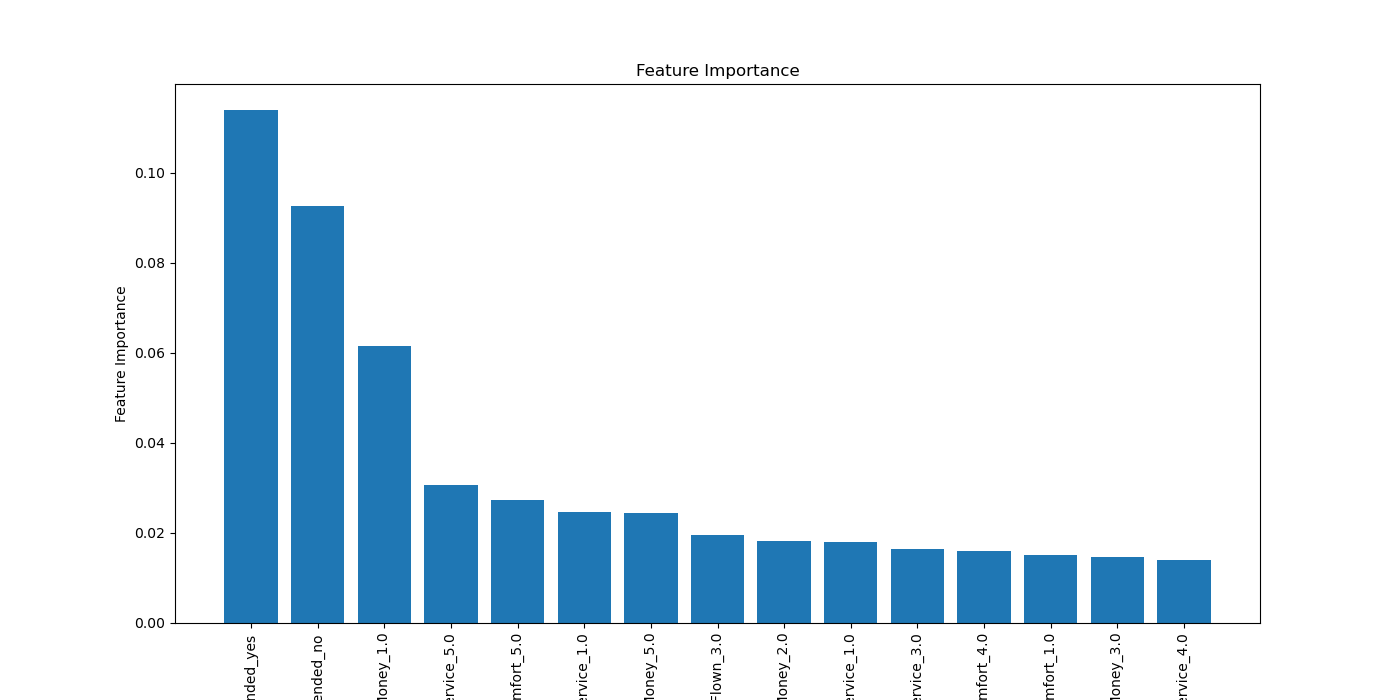 Feature Importance
Feature Importance
0.10
0.08
0.06
0.04
0.02
0.00
nded_yes
ended_no
Money_1.0
ervice_5.0
mfort_5.0
ervice_1.0
Money_5.0
Flown_3.0
Money_2.0
ervice_1.0
ervice_3.0
mfort_4.0
mfort_1.0
Money_3.0
ervice_4.0